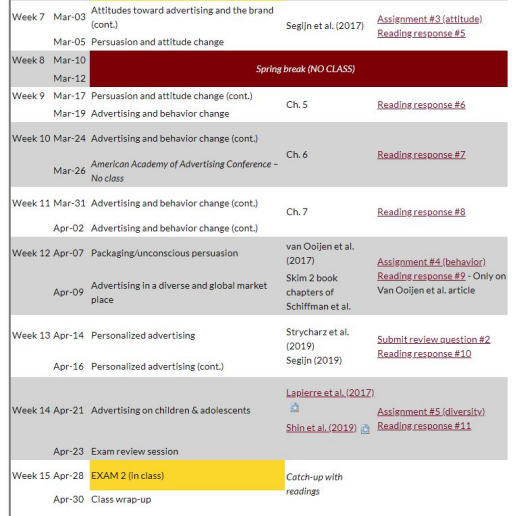 Week 7 Mar-03 Attitudes toward advertising and the brand
(cont.)
Segijn et al. (2017)
Assignment #3 (attitude)
Reading response #5
Mar-05 Persuasion and attitude change
Week 8 Mar-10
Mar-12
Spring break (NO CLASS)
Week 9 Mar-17 Persuasion and attitude change (cont.)
Mar-19 Advertising and behavior change
Ch. 5
Reading response #6
Week 10 Mar-24 Advertising and behavior change (cont.)
Mar-26 American Academy of Advertising Conference –
No class
Ch. 6
Reading response #7
Week 11 Mar-31 Advertising and behavior change (cont.)
Apr-02 Advertising and behavior change (cont.)
Ch. 7
Reading response #8
Week 12 Apr-07 Packaging/unconscious persuasion
Apr-09 Advertising in a diverse and global market
place
van Ooijen et al.
(2017)
Skim 2 book
chapters of
Schiffman et al.
Assignment #4 (behavior)
Reading response #9 - Only on
Van Ooijen et al. article
Week 13 Apr-14 Personalized advertising
Apr-16 Personalized advertising (cont.)
Strycharz et al.
(2019)
Segijn (2019)
Submit review question #2
Reading response #10
Week 14 Apr-21 Advertising on children & adolescents
Lapierre et al. (2017)
Shin et al. (2019)
Assignment #5 (diversity)
Reading response #11
Apr-23 Exam review session
Week 15 Apr-28 EXAM 2 (in class)
Apr-30 Class wrap-up
Catch-up with
readings